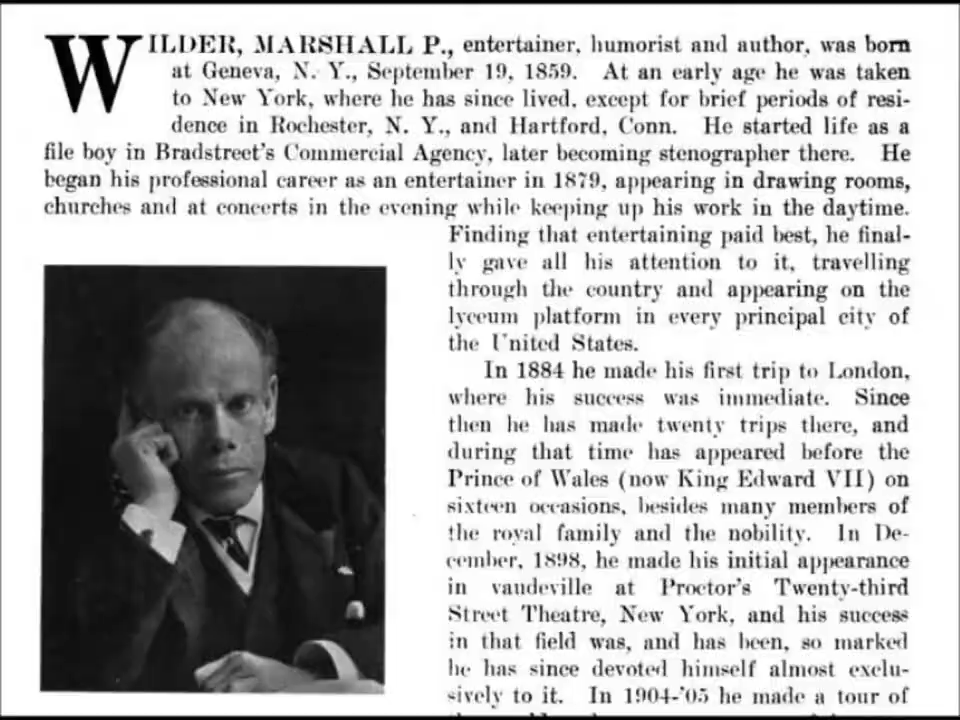 WILDER, MARSHALL P., entertainer, humorist and author, was born
at Geneva, N. Y., September 19, 1859. At an early age he was taken
to New York, where he has since lived, except for brief periods of resi-
dence in Rochester, N. Y., and Hartford, Conn. He started life as a
file boy in Bradstreet's Commercial Agency, later becoming stenographer there. He
began his professional career as an entertainer in 1879, appearing in drawing rooms,
churches and at concerts in the evening while keeping up his work in the daytime.
Finding that entertaining paid best, he final-
ly gave all his attention to it, travelling
through the country and appearing on the
lyceum platform in every principal city of
the United States.
In 1884 he made his first trip to London,
where his success was immediate. Since
then he has made twenty trips there, and
during that time has appeared before the
Prince of Wales (now King Edward VII) on
sixteen occasions, besides many members of
the royal family and the nobility. In De-
cember, 1898, he made his initial appearance
in vaudeville at Proctor's Twenty-third
Street Theatre, New York, and his success
in that field was, and has been, so marked
he has since devoted himself almost exclu-
sively to it. In 1904-'05 he made a tour of